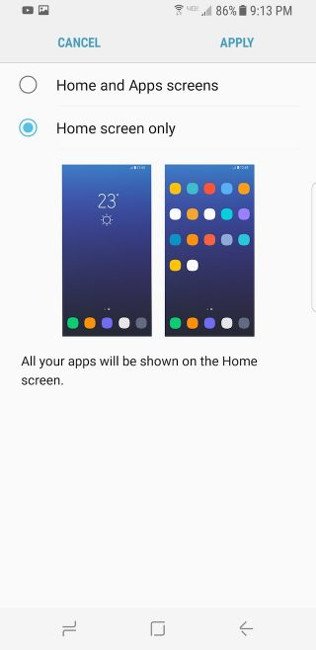 86% 9:13 PM
CANCEL APPLY
Home and Apps screens
Home screen only
23°
All your apps will be shown on the Home
screen.